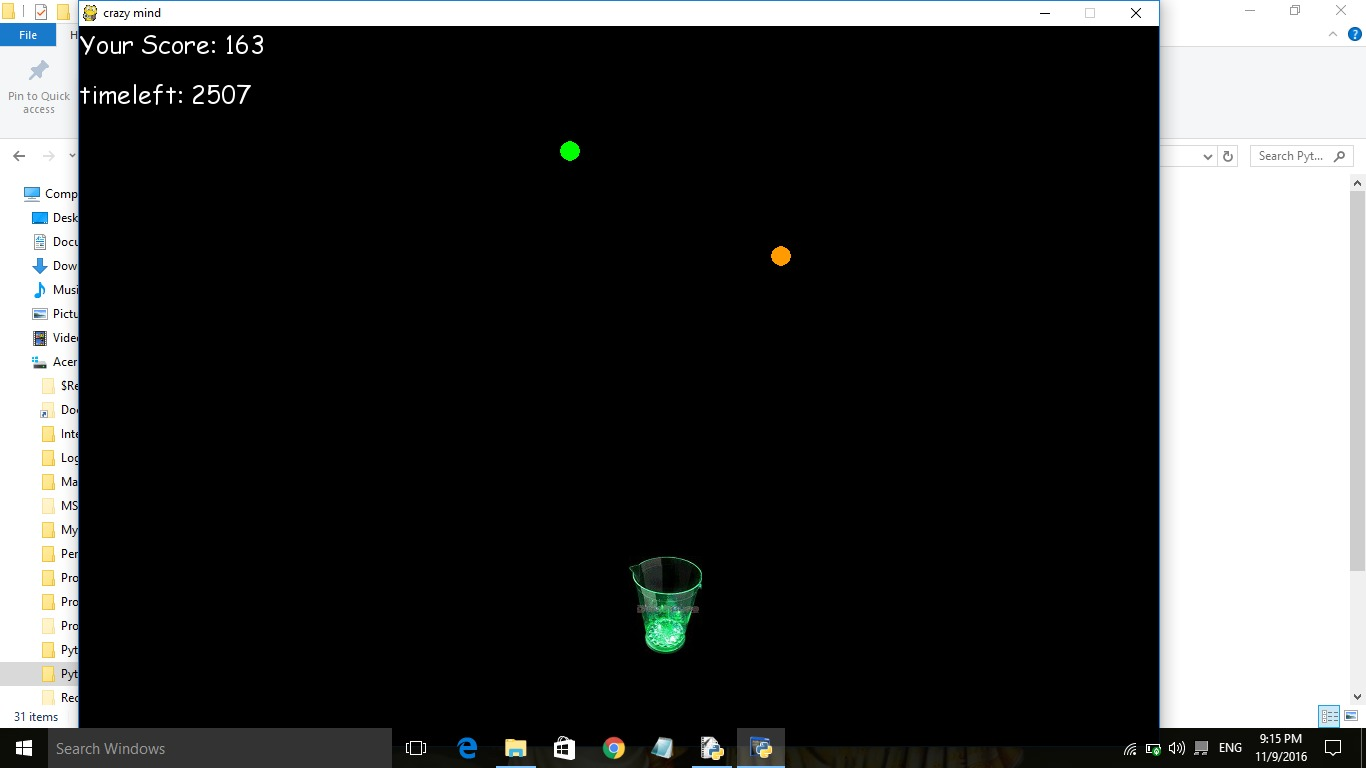 crazy mind
File
H
Your Score: 163
timeleft: 2507
Pin to Quick
access
Search Pyt...
Comp
Desk
Docu
Dow
Musi
Pictu
Video
Acer
$Re
Doc
Inte
Log
Ma
MS
My
Per
Pro
Pro
Pro
Pyt
Pyt
Rec
31 items
Search Windows
ENG
9:15 PM
11/9/2016